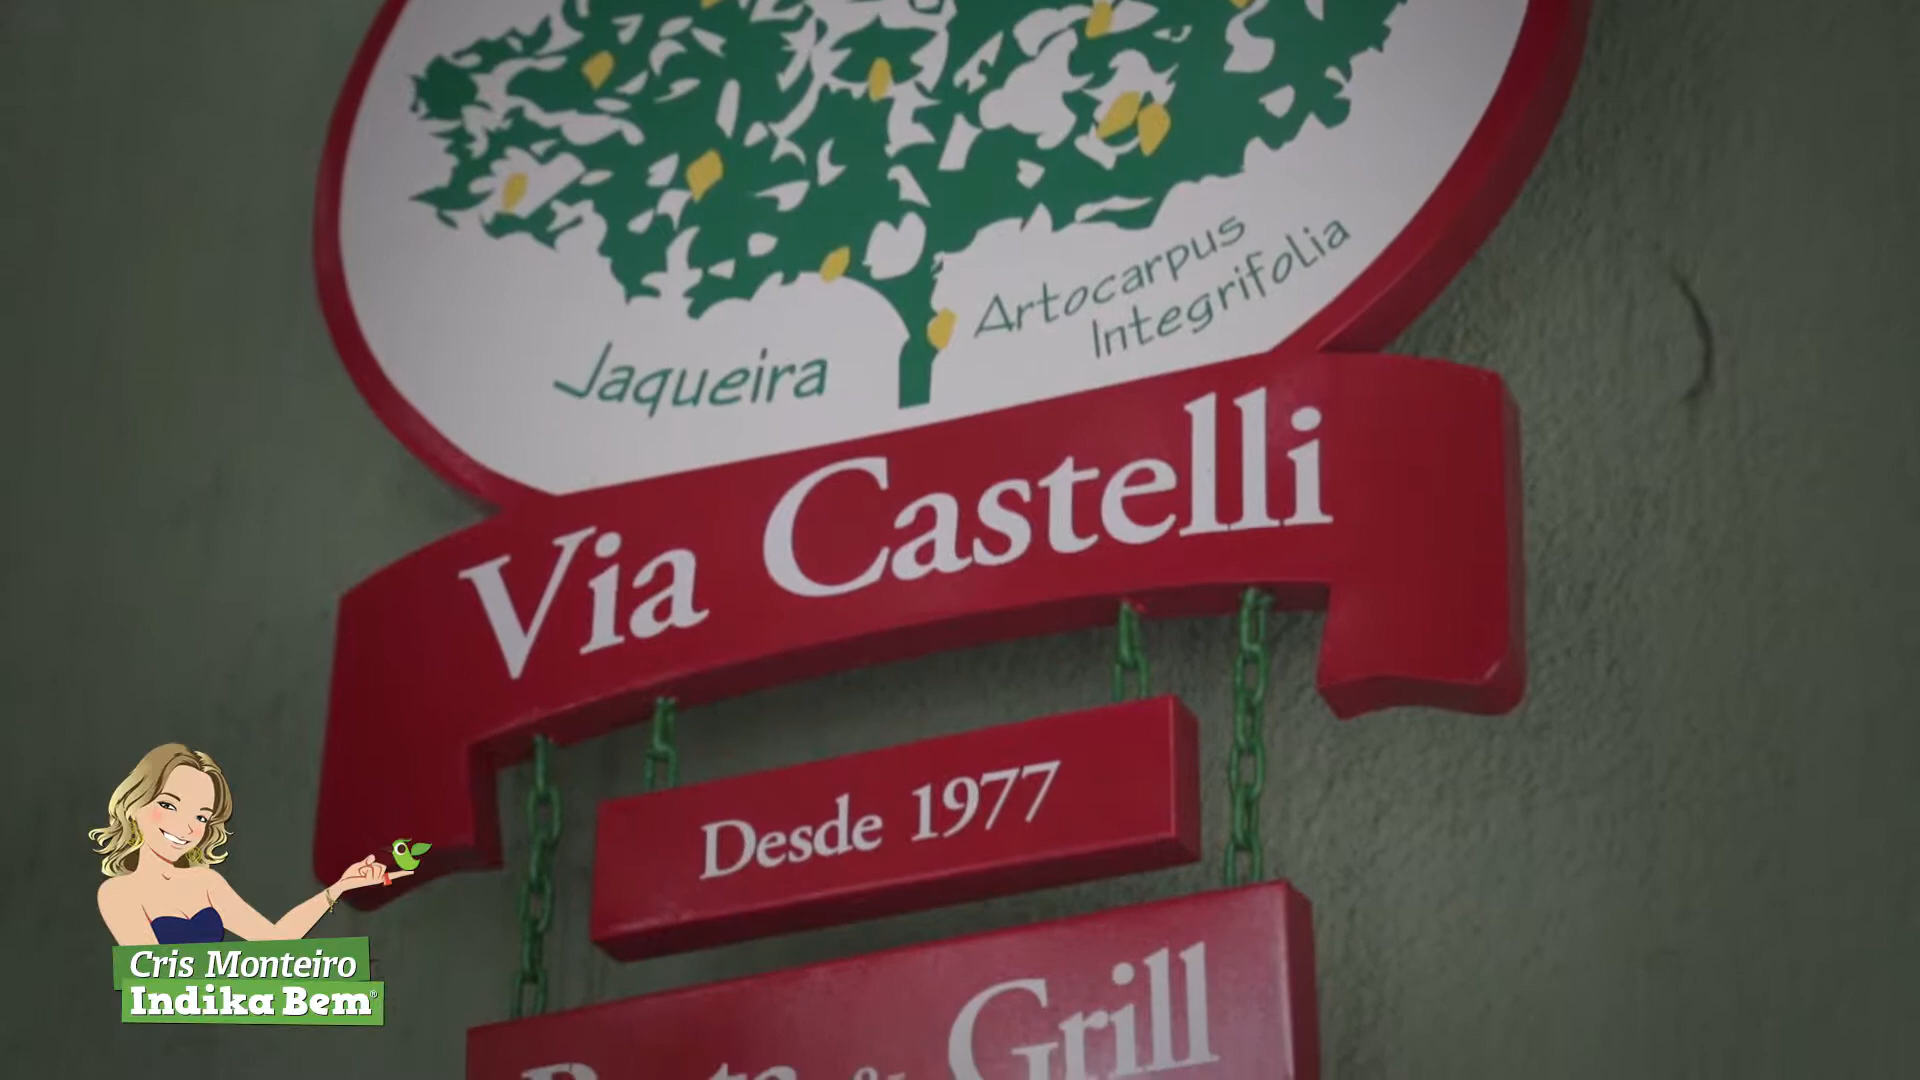 Jaqueira
Artocarpus
Integrifolia
Via Castelli
Desde 1977
& Grill
Cris Monteiro
Indika Bem®